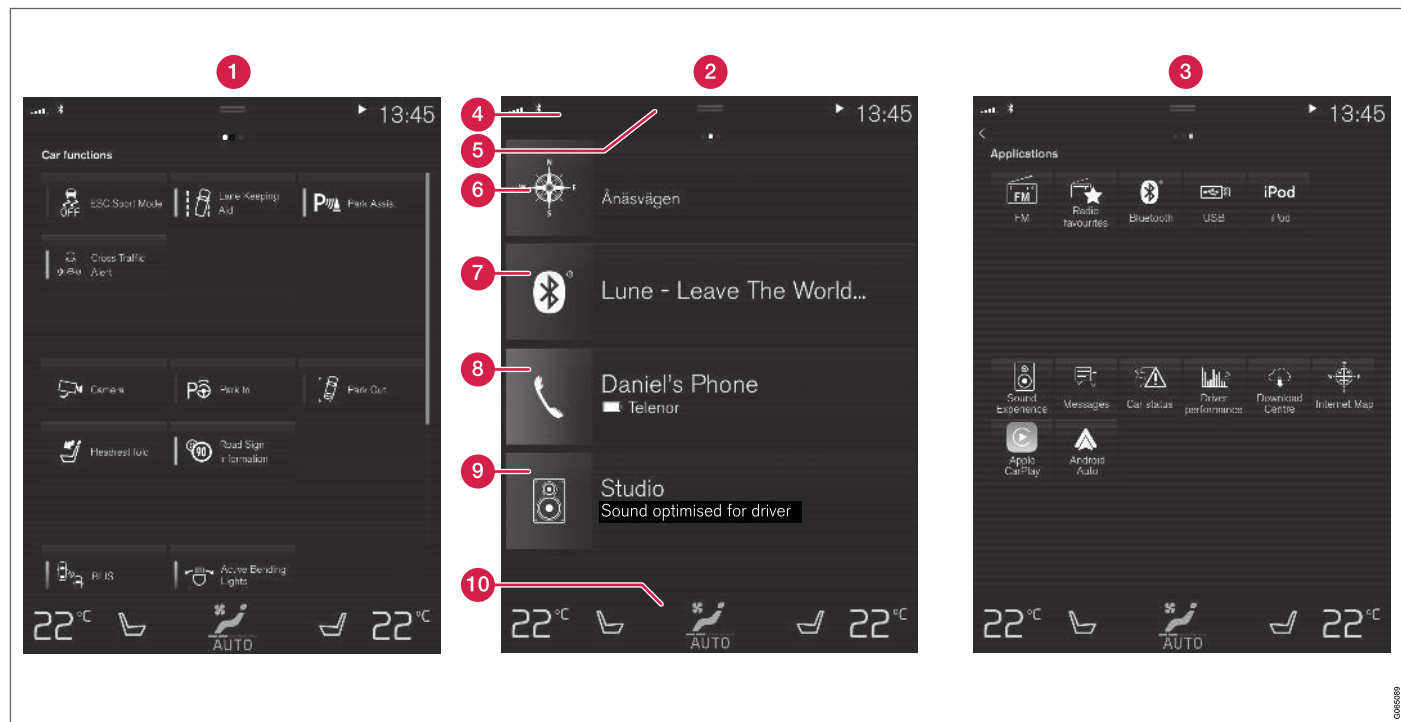 1
2
3
13:45
Car functions
ESC Sport Mode
OFF
Lane Keeping
Aid
Park Assist
Cross Traffic
Alert
Camera
Park In
Park Out
Headrest fold
90
Road Sign
Information
BLIS
Active Bending
Lights
22°C
AUTO
22°C
4
13:45
5
6
N
W
E
S
Ånäsvägen
7
Lune - Leave The World...
8
Daniel's Phone
Telenor
9
Studio
Sound optimised for driver
10
22°C
AUTO
22°C
13:45
Applications
FM
FM
Radio
favourites
Bluetooth
USB
iPod
iPod
Sound
Experience
Messages
Car status
Driver
performance
Download
Centre
Internet Map
Apple
CarPlay
Android
Auto
22°C
AUTO
22°C
G065089